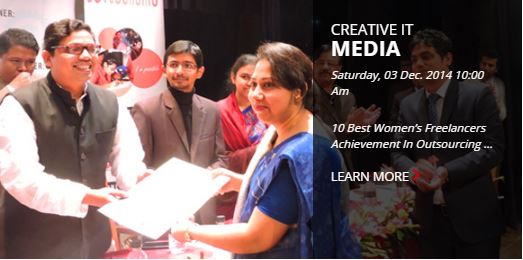 CREATIVE IT
MEDIA
Saturday, 03 Dec. 2014 10:00
Am
10 Best Women's Freelancers
Achievement In Outsourcing ...
LEARN MORE